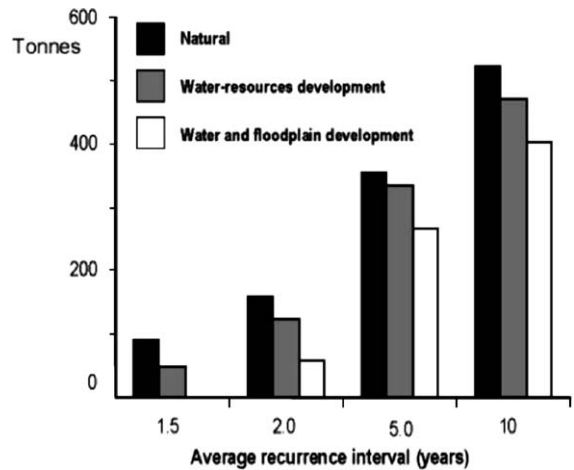 600
Tonnes
Natural
Water-resources development
Water and floodplain development
400
200
0
1.5 2.0 5.0 10
Average recurrence interval (years)